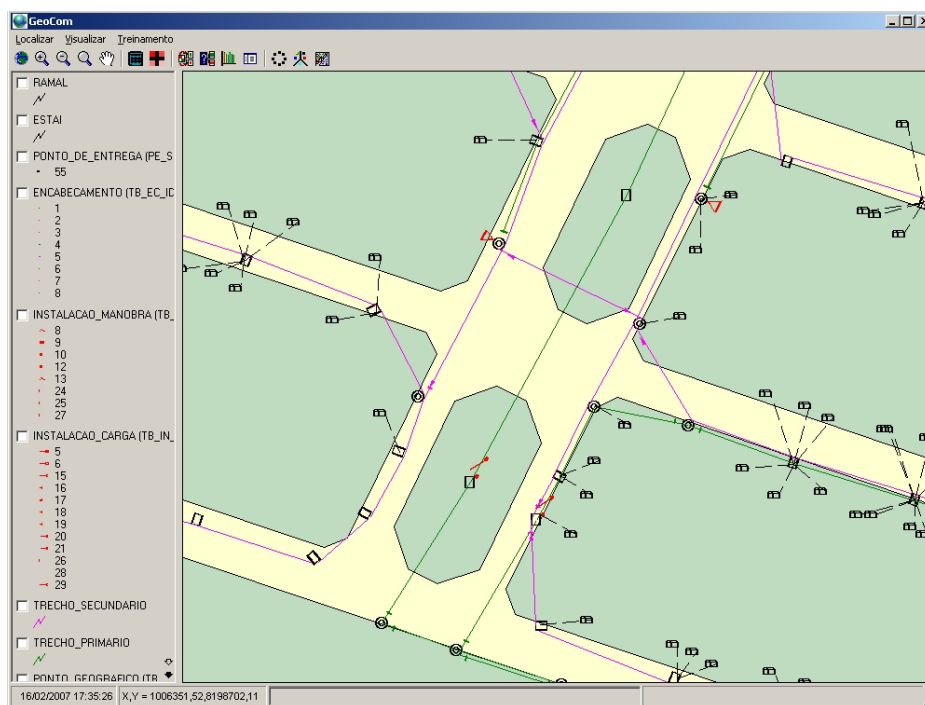 GeoCom
Localizar Visualizar Treinamento
RAMAL
ESTAI
PONTO_DE_ENTREGA (PE_S
55
ENCABECAMENTO (TB_EC_ID
1
2
3
4
5
6
7
8
INSTALACAO_MANOBRA (TB_
8
9
10
12
13
24
25
27
INSTALACAO_CARGA (TB_IN_
5
6
15
16
17
18
19
20
21
26
28
29
TRECHO_SECUNDARIO
TRECHO_PRIMARIO
PONTO_GEOGRAFICO (TB
16/02/2007 17:35:26 X,Y = 1006351,52,8198702,11